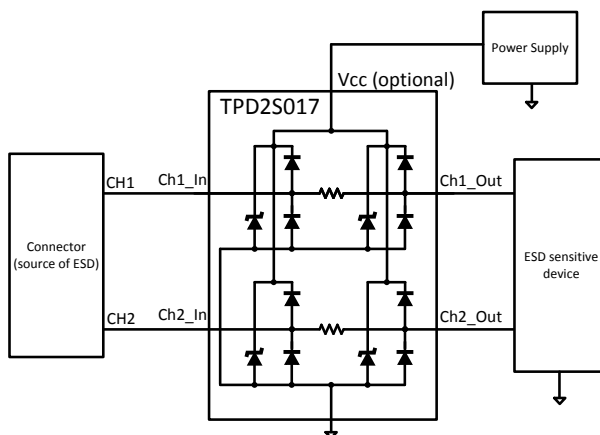 Power Supply
Vcc (optional)
TPD2S017
CH1
Ch1_In
Ch1_Out
Connector
(source of ESD)
ESD sensitive
device
CH2
Ch2_In
Ch2_Out